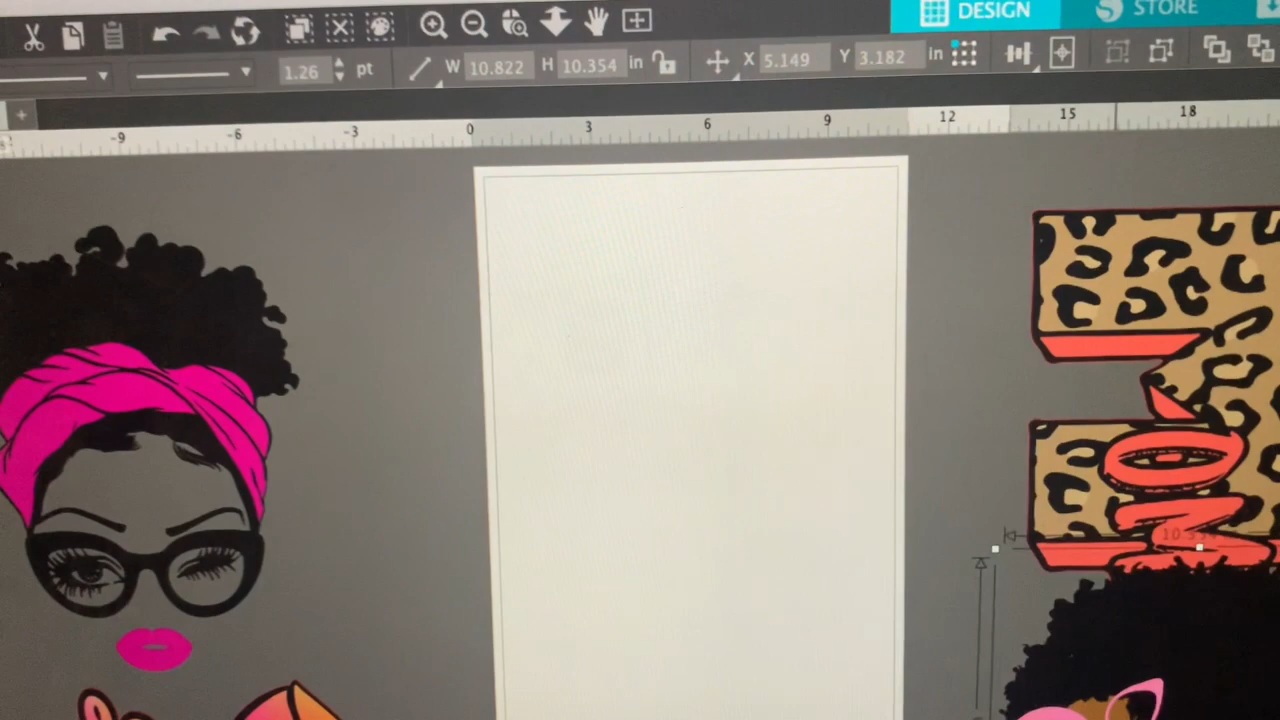 DESIGN
STORE
1.26 pt W 10.822 H 10.354 in X 5.149 Y 3.182 in
+
-9 -6 -3 0 3 6 9 12 15 18